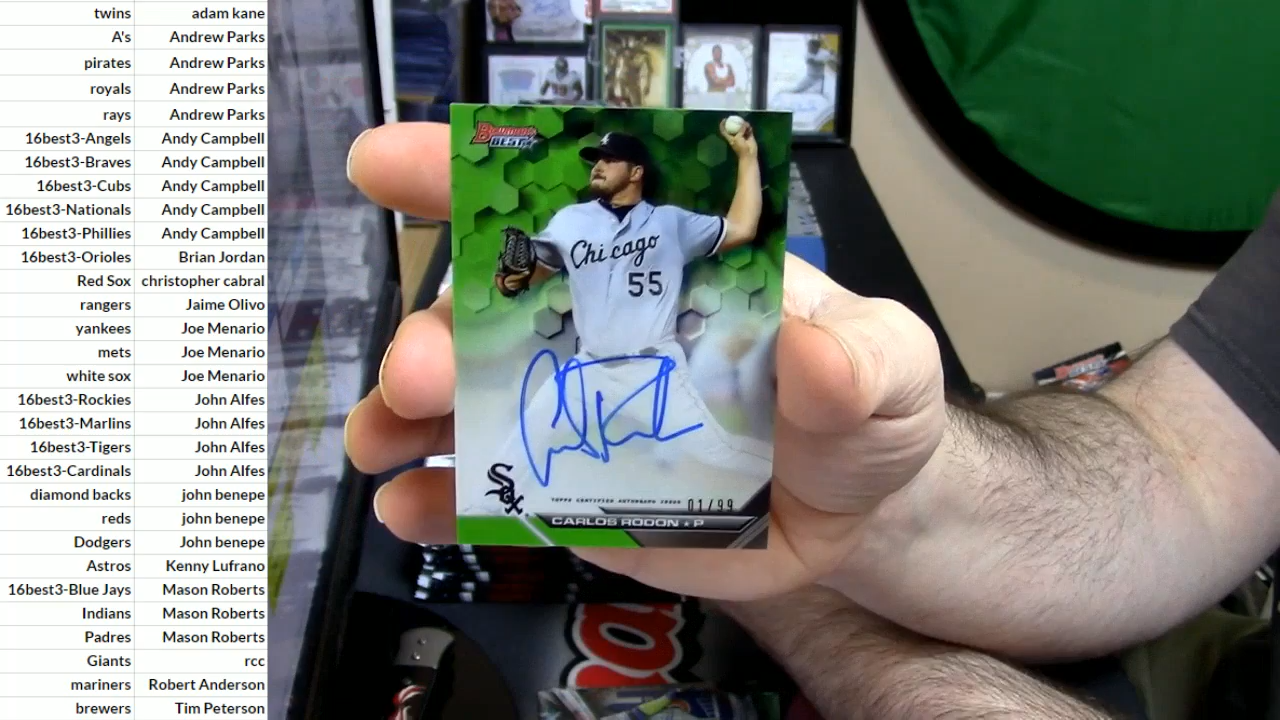 twins adam kane
A's Andrew Parks
pirates Andrew Parks
royals Andrew Parks
rays Andrew Parks
16best3-Angels Andy Campbell
16best3-Braves Andy Campbell
16best3-Cubs Andy Campbell
16best3-Nationals Andy Campbell
16best3-Phillies Andy Campbell
16best3-Orioles Brian Jordan
Red Sox christopher cabral
rangers Jaime Olivo
yankees Joe Menario
mets Joe Menario
white sox Joe Menario
16best3-Rockies John Alfes
16best3-Marlins John Alfes
16best3-Tigers John Alfes
16best3-Cardinals John Alfes
diamond backs john benepe
reds john benepe
Dodgers John benepe
Astros Kenny Lufrano
16best3-Blue Jays Mason Roberts
Indians Mason Roberts
Padres Mason Roberts
Giants rcc
mariners Robert Anderson
brewers Tim Peterson
BOWMAN'S
BEST
Chicago
55
SOX
TOPPS CERTIFIED AUTOGRAPH ISSUE
01/99
CARLOS RODON ★ P